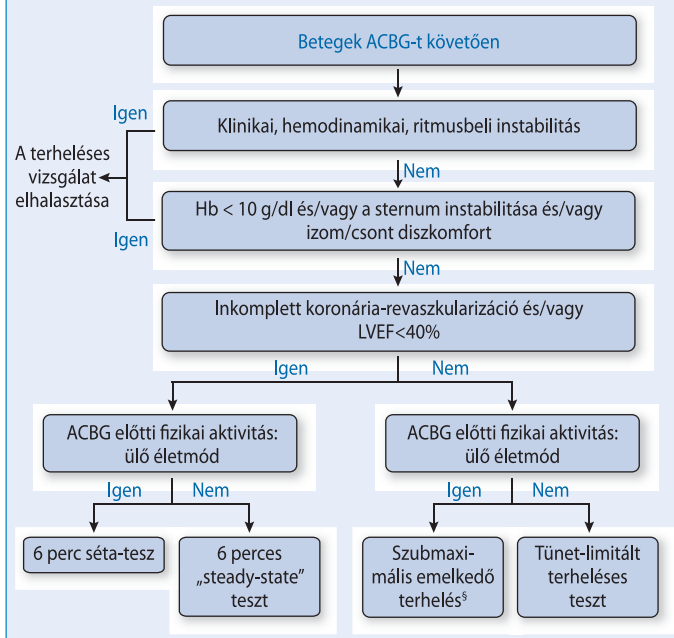 Betegek ACBG-t követően
Igen
Klinikai, hemodinamikai, ritmusbeli instabilitás
A terheléses
vizsgálat
elhalasztása
Nem
Hb < 10 g/dl és/vagy a sternum instabilitása és/vagy
izom/csont diszkomfort
Igen
Nem
Inkomplett koronária-revaszkularizáció és/vagy
LVEF<40%
Igen
Nem
ACBG előtti fizikai aktivitás:
ülő életmód
ACBG előtti fizikai aktivitás:
ülő életmód
Igen
Nem
Igen
Nem
6 perc séta-tesz
6 perces
„steady-state”
teszt
Szubmaxi-
mális emelkedő
terhelés§
Tünet-limitált
terheléses
teszt